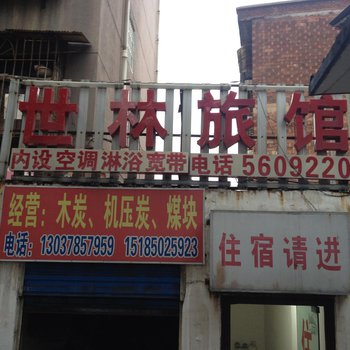 世林旅馆
内设空调淋浴宽带电话 5609220
经营：木炭、机压炭、煤块
电话：13037857959 15185025923
住宿请进